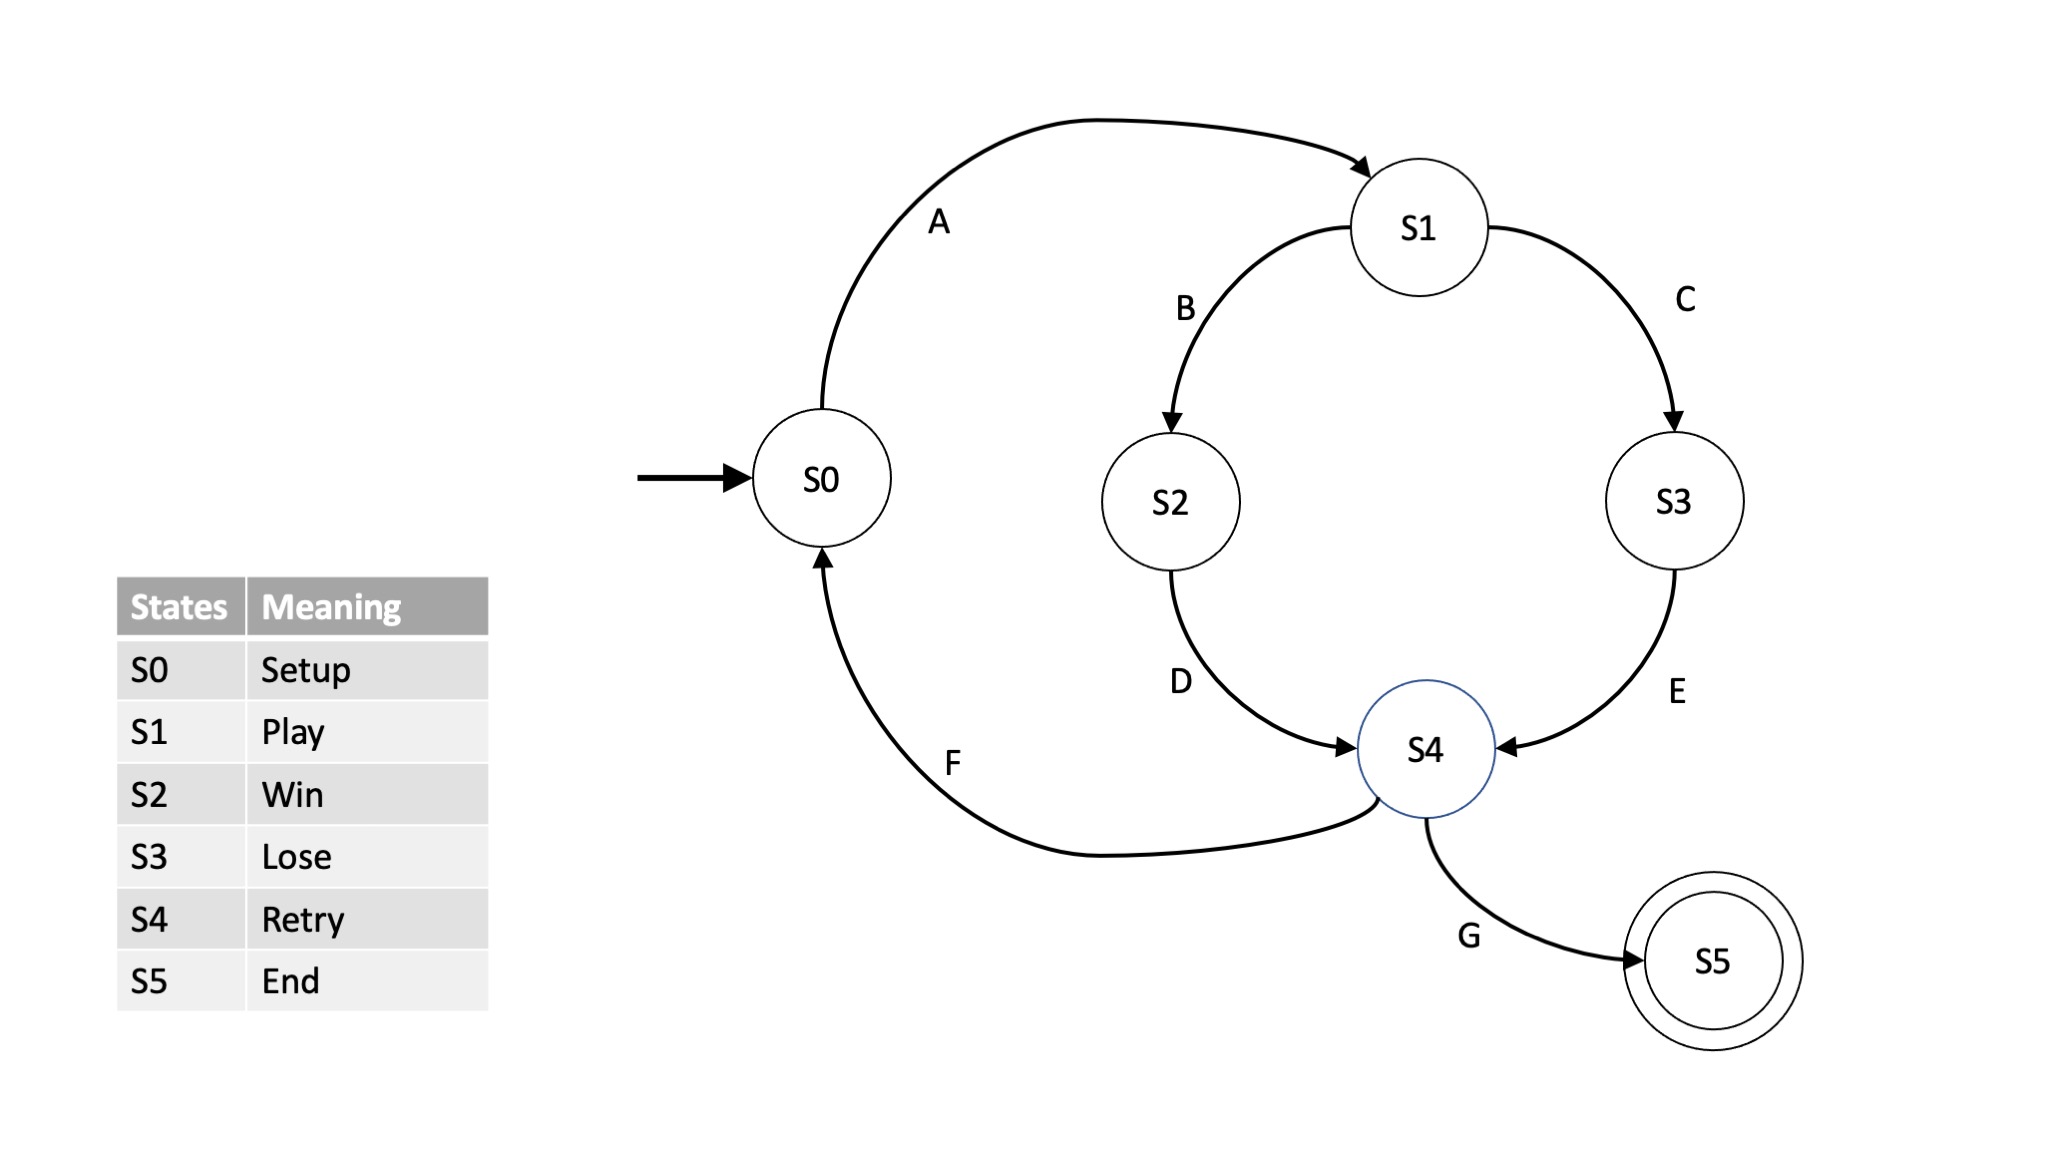 A
S1
B
C
S0
S2
S3
D
E
S4
F
G
S5
States Meaning
S0 Setup
S1 Play
S2 Win
S3 Lose
S4 Retry
S5 End